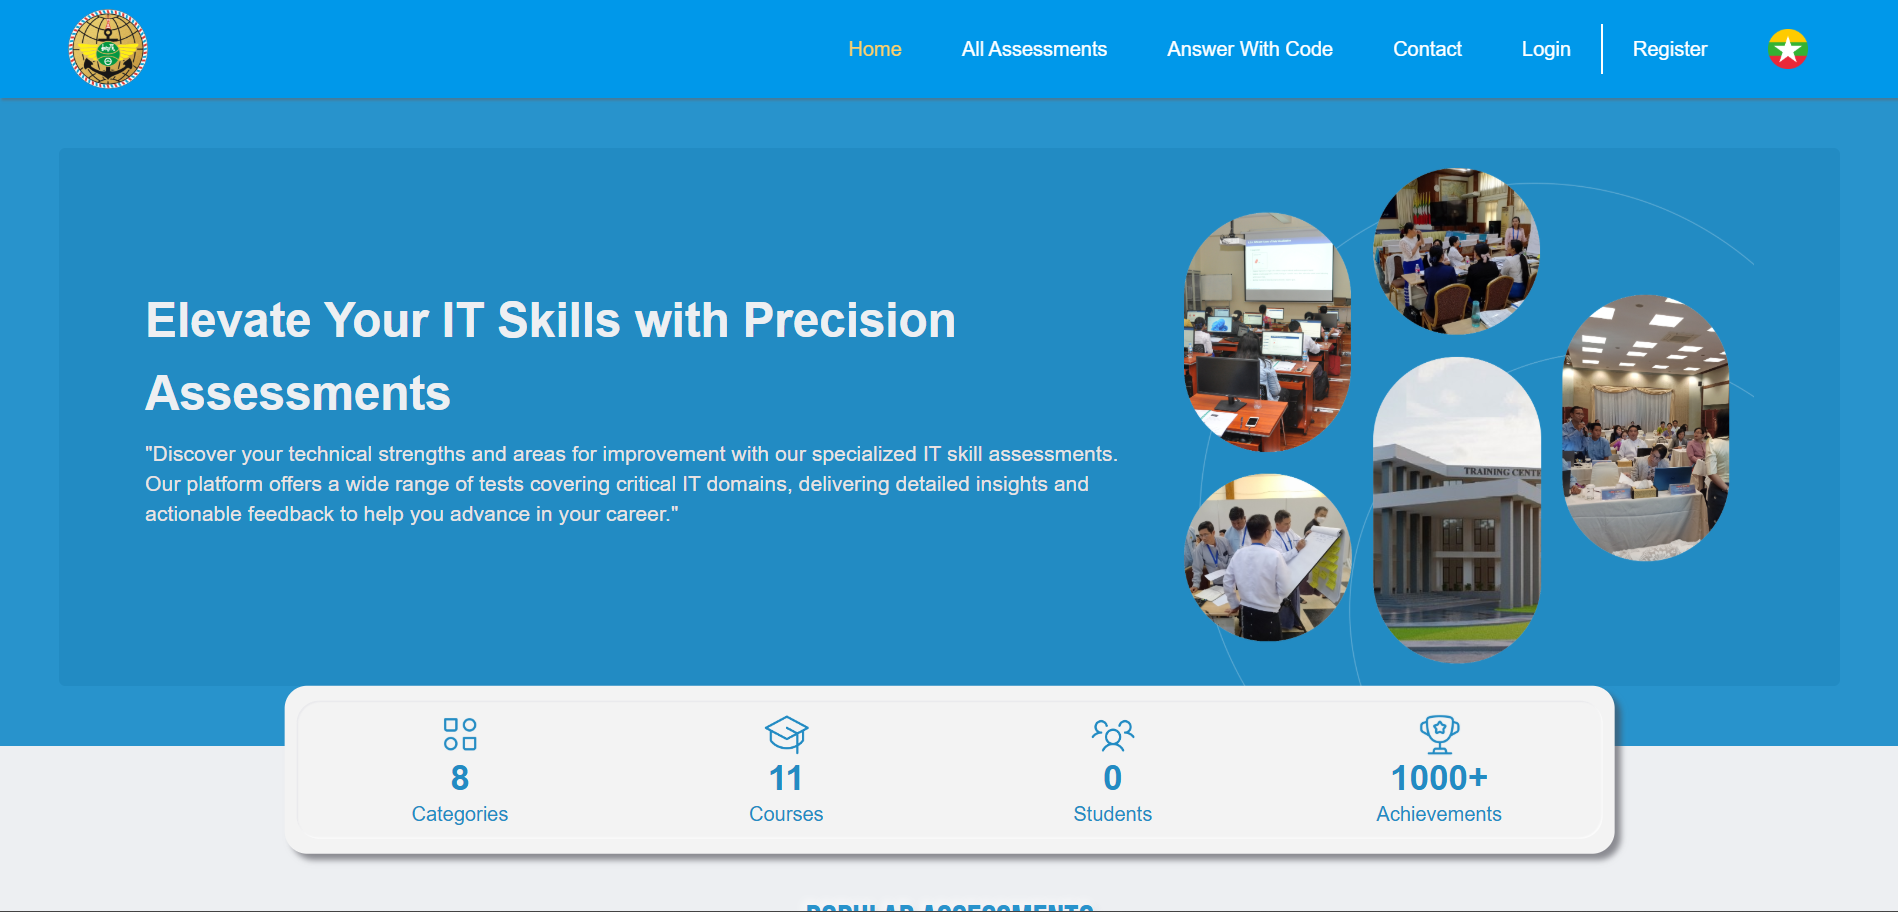 Home
All Assessments
Answer With Code
Contact
Login
Register
Elevate Your IT Skills with Precision
Assessments
"Discover your technical strengths and areas for improvement with our specialized IT skill assessments.
Our platform offers a wide range of tests covering critical IT domains, delivering detailed insights and
actionable feedback to help you advance in your career."
TRAINING CENT
8
Categories
11
Courses
0
Students
1000+
Achievements
POPULAR ASSESSMENTS